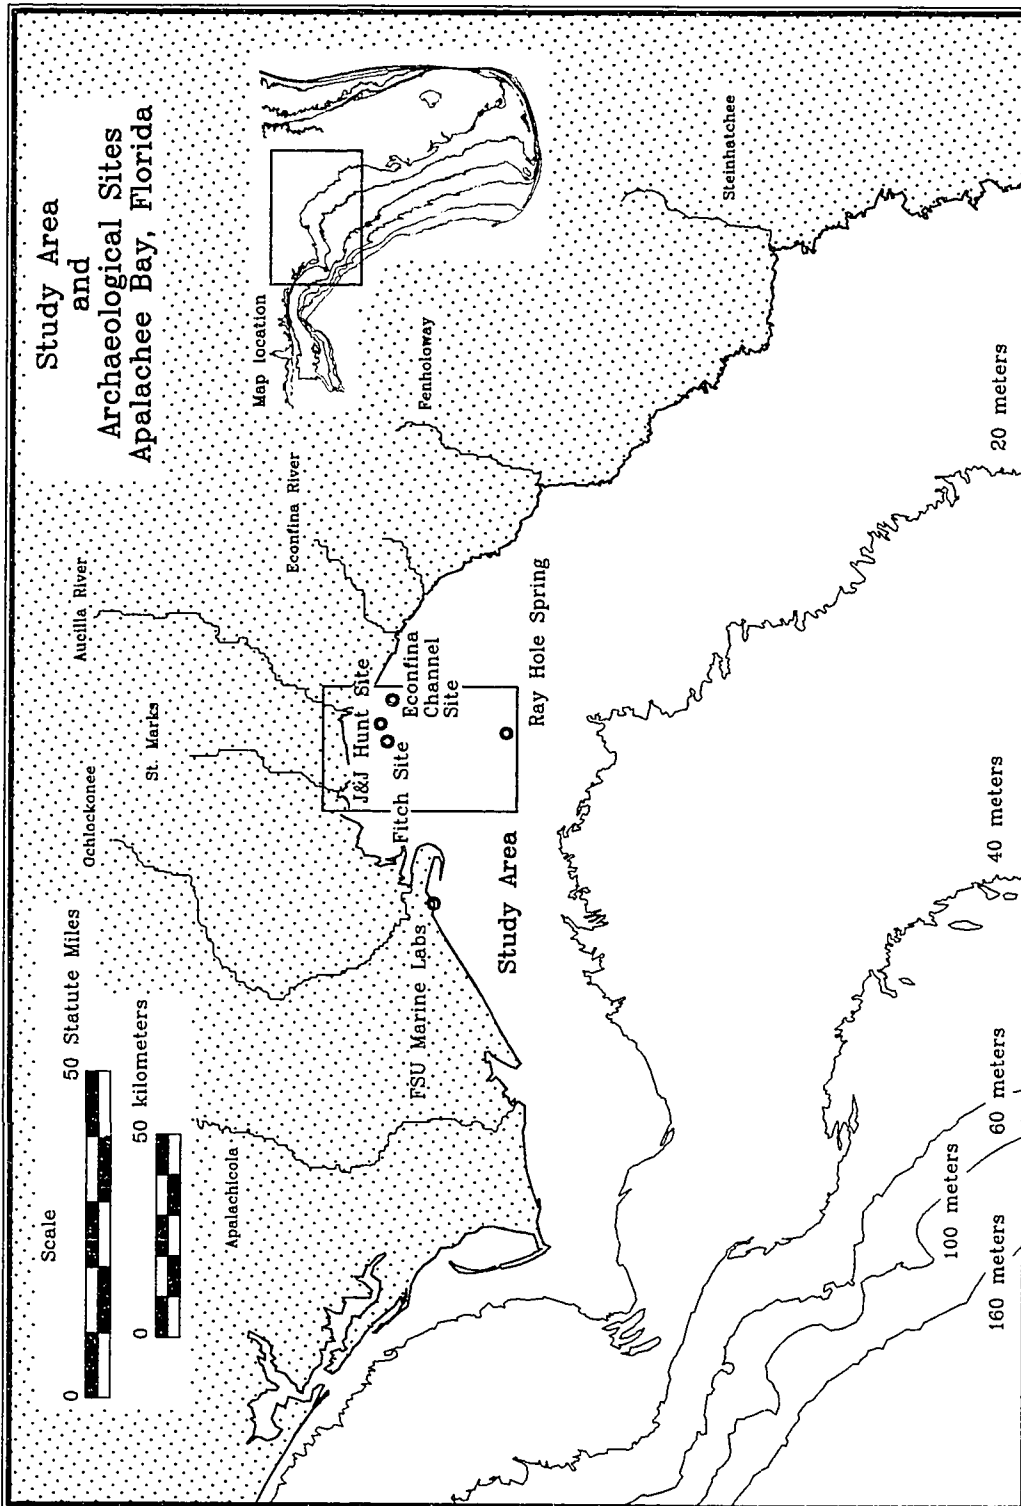 Study Area
and
Archaeological Sites
Apalachee Bay, Florida
Scale
0
50 Statute Miles
0
50 kilometers
Map location
Ochlockonee
St. Marks
Aucilla River
Econfina River
Fenholoway
Steinhatchee
Apalachicola
FSU Marine Labs
Fitch Site
J&J Hunt Site
Econfina
Channel
Site
Ray Hole Spring
Study Area
20 meters
40 meters
60 meters
100 meters
160 meters